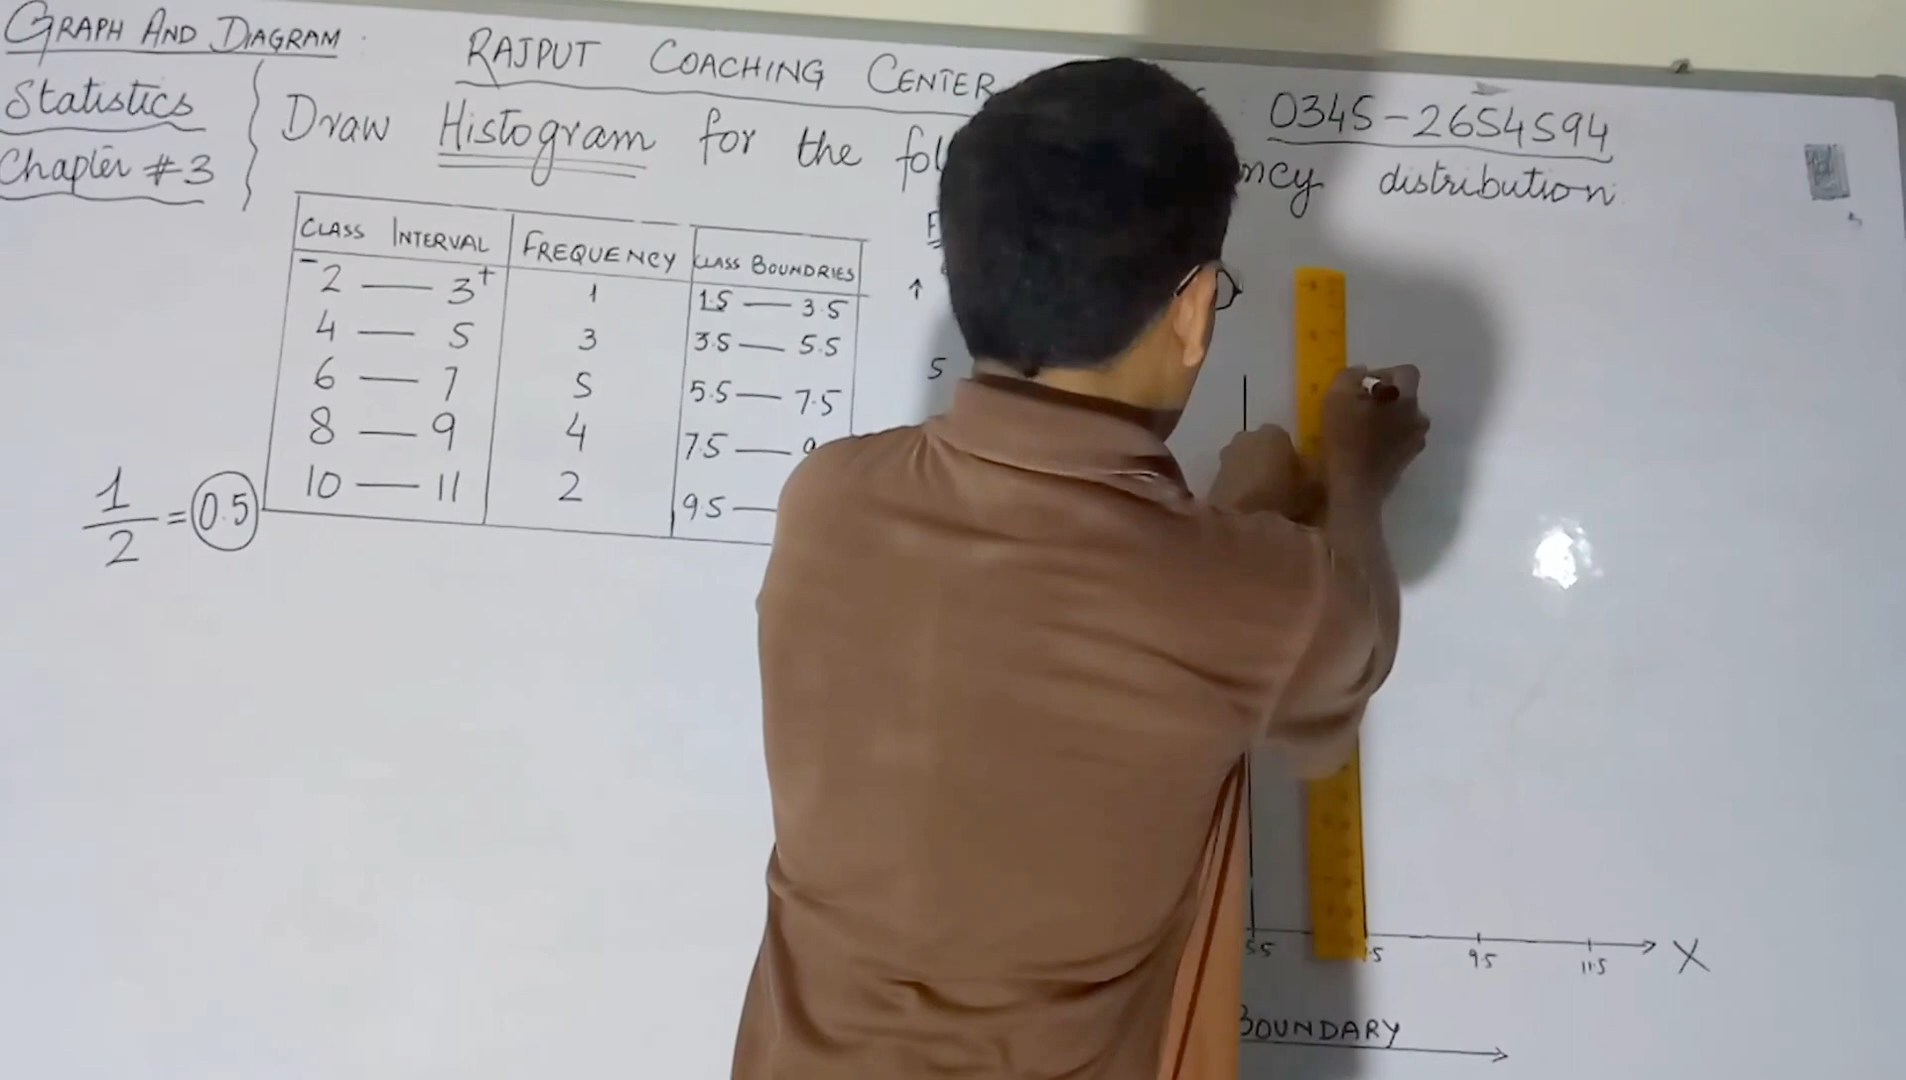 GRAPH AND DIAGRAM
RAJPUT COACHING CENTER
0345-2654594
Statistics
Chapter # 3
Draw Histogram for the distribution
CLASS INTERVAL FREQUENCY CLASS BOUNDRIES
-2 — 3+ 1 1.5 — 3.5
4 — 5 3 3.5 — 5.5
6 — 7 5 5.5 — 7.5
8 — 9 4 7.5 —
10 — 11 2 9.5 —
1/2 = 0.5
↑
5
5.5 9.5 11.5 X
BOUNDARY